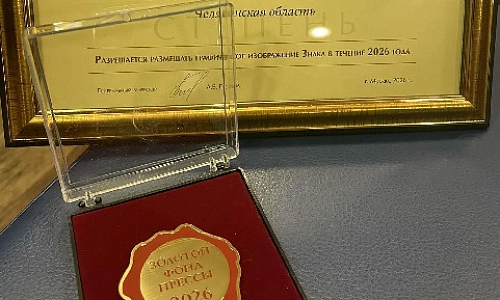 Челябинская область
СТЕПЕНЬ
Разрешается размещать графическое изображение Знака в течение 2026 года
г. Москва, 2026 г.
ЗОЛОТОЙ
ФОНД
ПРЕССЫ
2026